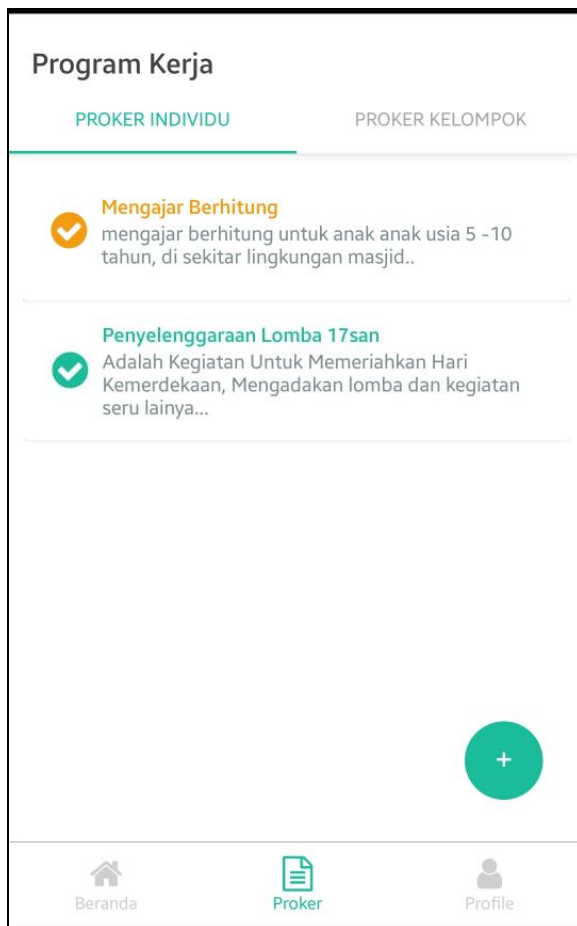 Program Kerja
PROKER INDIVIDU
PROKER KELOMPOK
Mengajar Berhitung
mengajar berhitung untuk anak anak usia 5 -10
tahun, di sekitar lingkungan masjid..
Penyelenggaraan Lomba 17san
Adalah Kegiatan Untuk Memeriahkan Hari
Kemerdekaan, Mengadakan lomba dan kegiatan
seru lainya...
+
Beranda
Proker
Profile